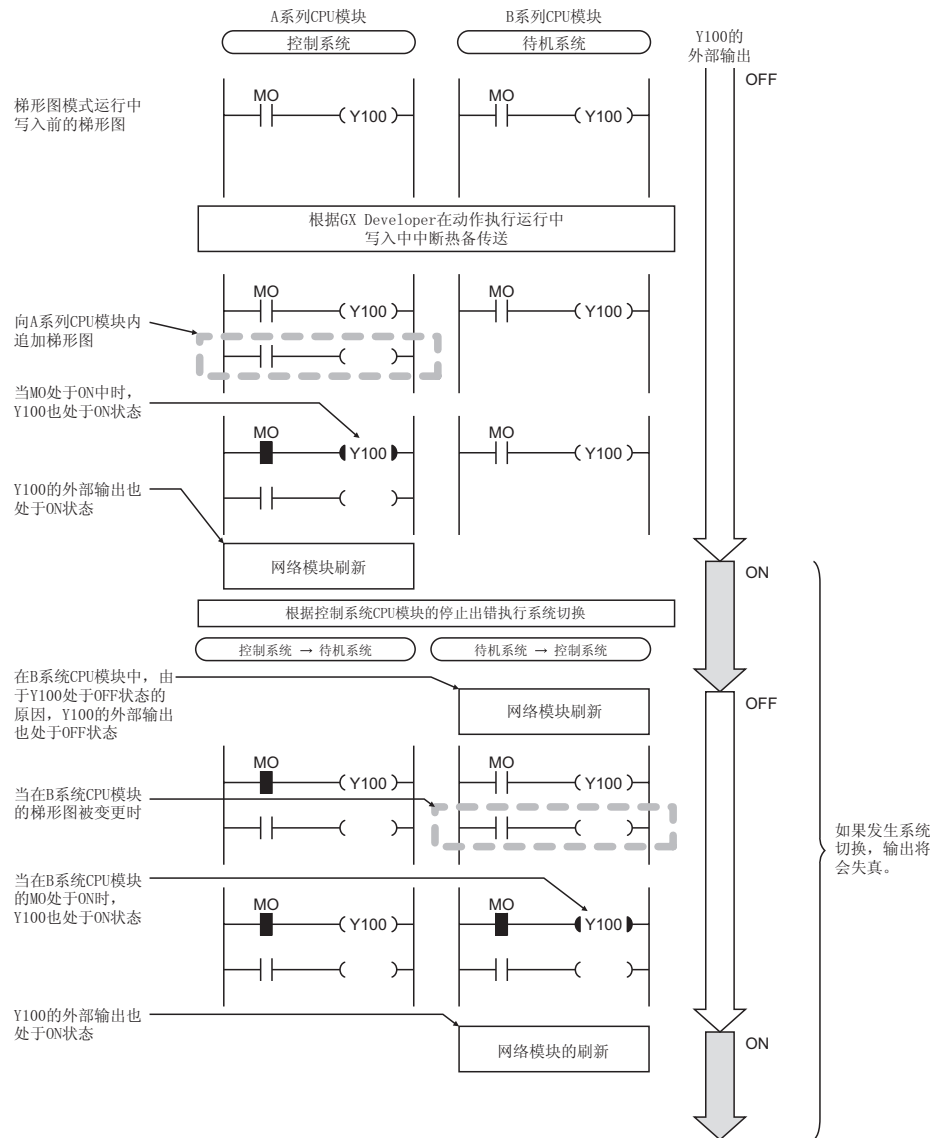 A系列CPU模块
B系列CPU模块
控制系统
待机系统
Y100的
外部输出
OFF
梯形图模式运行中
写入前的梯形图
MO
Y100
MO
Y100
根据GX Developer在动作执行运行中
写入中中断热备传送
MO
Y100
MO
Y100
向A系列CPU模块内
追加梯形图
当MO处于ON中时，
Y100也处于ON状态
MO
Y100
MO
Y100
Y100的外部输出也
处于ON状态
网络模块刷新
ON
根据控制系统CPU模块的停止出错执行系统切换
控制系统 → 待机系统
待机系统 → 控制系统
在B系统CPU模块中，由
于Y100处于OFF状态的
原因，Y100的外部输出
也处于OFF状态
网络模块刷新
OFF
MO
Y100
MO
Y100
当在B系统CPU模块
的梯形图被变更时
如果发生系统
切换，输出将
会失真。
当在B系统CPU模块
的MO处于ON时，
Y100也处于ON状态
MO
Y100
MO
Y100
Y100的外部输出也
处于ON状态
网络模块的刷新
ON